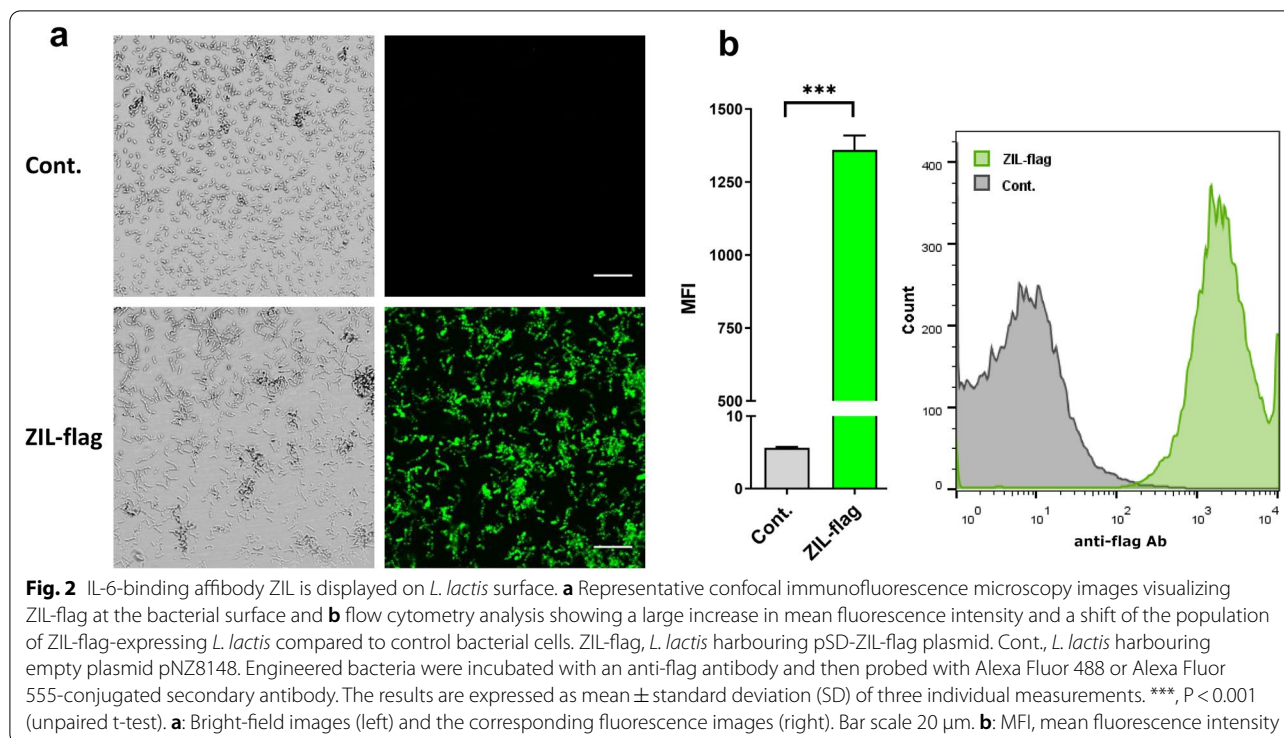 a
Cont.
ZIL-flag
b
***
1500
1250
1000
750
500
10
0
MFI
Cont.
ZIL-flag
ZIL-flag
Cont.
400
300
200
100
0
Count
10^0
10^1
10^2
10^3
10^4
anti-flag Ab
Fig. 2 IL-6-binding affibody ZIL is displayed on L. lactis surface. a Representative confocal immunofluorescence microscopy images visualizing
ZIL-flag at the bacterial surface and b flow cytometry analysis showing a large increase in mean fluorescence intensity and a shift of the population
of ZIL-flag-expressing L. lactis compared to control bacterial cells. ZIL-flag, L. lactis harbouring pSD-ZIL-flag plasmid. Cont., L. lactis harbouring
empty plasmid pNZ8148. Engineered bacteria were incubated with an anti-flag antibody and then probed with Alexa Fluor 488 or Alexa Fluor
555-conjugated secondary antibody. The results are expressed as mean ± standard deviation (SD) of three individual measurements. ***, P < 0.001
(unpaired t-test). a: Bright-field images (left) and the corresponding fluorescence images (right). Bar scale 20 μm. b: MFI, mean fluorescence intensity